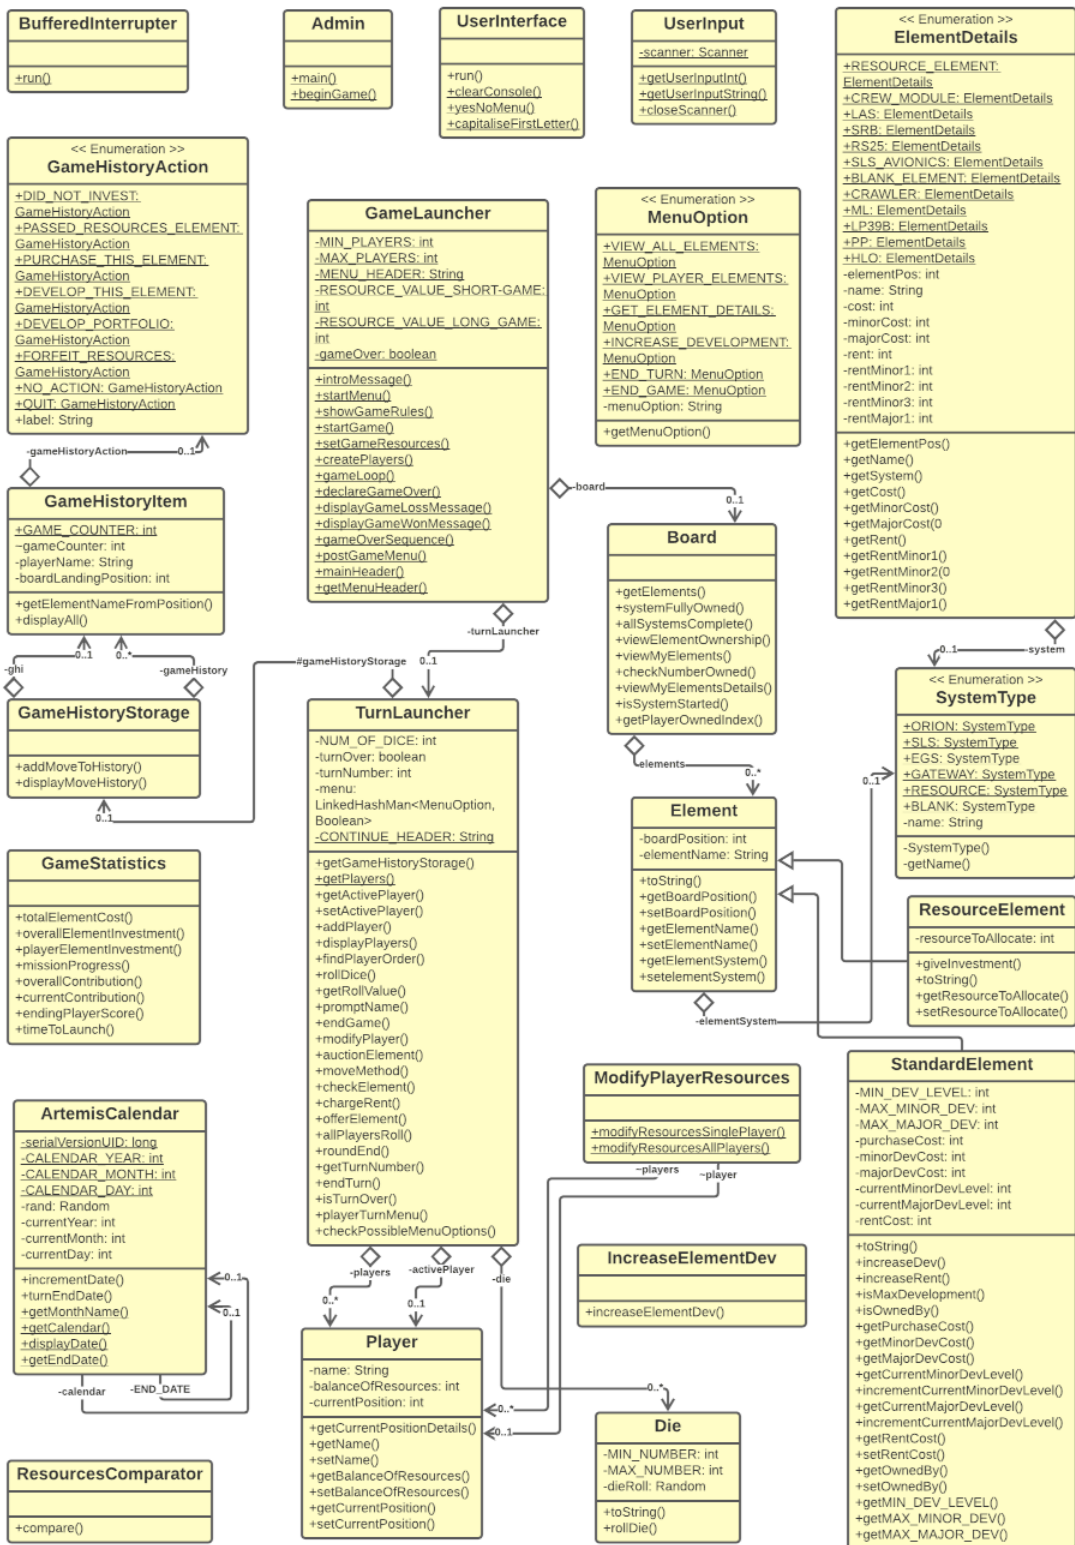 BufferedInterrupter
+run()
Admin
+main()
+beginGame()
UserInterface
+run()
+clearConsole()
+yesNoMenu()
+capitaliseFirstLetter()
UserInput
-scanner: Scanner
+getUserInputInt()
+getUserInputString()
+closeScanner()
<< Enumeration >>
ElementDetails
+RESOURCE_ELEMENT:
ElementDetails
+CREW_MODULE: ElementDetails
+LAS: ElementDetails
+SRB: ElementDetails
+RS25: ElementDetails
+SLS_AVIONICS: ElementDetails
+BLANK_ELEMENT: ElementDetails
+CRAWLER: ElementDetails
+ML: ElementDetails
+LP39B: ElementDetails
+PP: ElementDetails
+HLO: ElementDetails
-elementPos: int
-name: String
-cost: int
-minorCost: int
-majorCost: int
-rent: int
-rentMinor1: int
-rentMinor2: int
-rentMinor3: int
-rentMajor1: int
+getElementPos()
+getName()
+getSystem()
+getCost()
+getMinorCost()
+getMajorCost(0
+getRent()
+getRentMinor1()
+getRentMinor2(0
+getRentMinor3()
+getRentMajor1()
<< Enumeration >>
GameHistoryAction
+DID_NOT_INVEST:
GameHistoryAction
+PASSED_RESOURCES_ELEMENT:
GameHistoryAction
+PURCHASE_THIS_ELEMENT:
GameHistoryAction
+DEVELOP_THIS_ELEMENT:
GameHistoryAction
+DEVELOP_PORTFOLIO:
GameHistoryAction
+FORFEIT_RESOURCES:
GameHistoryAction
+NO_ACTION: GameHistoryAction
+QUIT: GameHistoryAction
+label: String
-gameHistoryAction
0..1
GameLauncher
-MIN_PLAYERS: int
-MAX_PLAYERS: int
-MENU_HEADER: String
-RESOURCE_VALUE_SHORT-GAME:
int
-RESOURCE_VALUE_LONG_GAME:
int
-gameOver: boolean
+introMessage()
+startMenu()
+showGameRules()
+startGame()
+setGameResources()
+createPlayers()
+gameLoop()
+declareGameOver()
+displayGameLossMessage()
+displayGameWonMessage()
+gameOverSequence()
+postGameMenu()
+mainHeader()
+getMenuHeader()
<< Enumeration >>
MenuOption
+VIEW_ALL_ELEMENTS:
MenuOption
+VIEW_PLAYER_ELEMENTS:
MenuOption
+GET_ELEMENT_DETAILS:
MenuOption
+INCREASE_DEVELOPMENT:
MenuOption
+END_TURN: MenuOption
+END_GAME: MenuOption
-menuOption: String
+getMenuOption()
-board
0..1
GameHistoryItem
+GAME_COUNTER: int
~gameCounter: int
-playerName: String
-boardLandingPosition: int
+getElementNameFromPosition()
+displayAll()
0..1
0..*
-ghi
-gameHistory
Board
+getElements()
+systemFullyOwned()
+allSystemsComplete()
+viewElementOwnership()
+viewMyElements()
+checkNumberOwned()
+viewMyElementsDetails()
+isSystemStarted()
+getPlayerOwnedIndex()
-turnLauncher
0..1
#gameHistoryStorage
-system
0..1
GameHistoryStorage
+addMoveToHistory()
+displayMoveHistory()
0..1
TurnLauncher
-NUM_OF_DICE: int
-turnOver: boolean
-turnNumber: int
-menu:
LinkedHashMan<MenuOption,
Boolean>
-CONTINUE_HEADER: String
+getGameHistoryStorage()
+getPlayers()
+getActivePlayer()
+setActivePlayer()
+addPlayer()
+displayPlayers()
+findPlayerOrder()
+rollDice()
+getRollValue()
+promptName()
+endGame()
+modifyPlayer()
+auctionElement()
+moveMethod()
+checkElement()
+chargeRent()
+offerElement()
+allPlayersRoll()
+roundEnd()
+getTurnNumber()
+endTurn()
+isTurnOver()
+playerTurnMenu()
+checkPossibleMenuOptions()
<< Enumeration >>
SystemType
+ORION: SystemType
+SLS: SystemType
+EGS: SystemType
+GATEWAY: SystemType
+RESOURCE: SystemType
+BLANK: SystemType
-name: String
-SystemType()
-getName()
-elements
0..*
0..1
Element
-boardPosition: int
-elementName: String
+toString()
+getBoardPosition()
+setBoardPosition()
+getElementName()
+setElementName()
+getElementSystem()
+setelementSystem()
-elementSystem
ResourceElement
-resourceToAllocate: int
+giveInvestment()
+toString()
+getResourceToAllocate()
+setResourceToAllocate()
GameStatistics
+totalElementCost()
+overallElementInvestment()
+playerElementInvestment()
+missionProgress()
+overallContribution()
+currentContribution()
+endingPlayerScore()
+timeToLaunch()
StandardElement
-MIN_DEV_LEVEL: int
-MAX_MINOR_DEV: int
-MAX_MAJOR_DEV: int
-purchaseCost: int
-minorDevCost: int
-majorDevCost: int
-currentMinorDevLevel: int
-currentMajorDevLevel: int
-rentCost: int
+toString()
+increaseDev()
+increaseRent()
+isMaxDevelopment()
+isOwnedBy()
+getPurchaseCost()
+getMinorDevCost()
+getMajorDevCost()
+getCurrentMinorDevLevel()
+incrementCurrentMinorDevLevel()
+getCurrentMajorDevLevel()
+incrementCurrentMajorDevLevel()
+getRentCost()
+setRentCost()
+getOwnedBy()
+setOwnedBy()
+getMIN_DEV_LEVEL()
+getMAX_MINOR_DEV()
+getMAX_MAJOR_DEV()
ModifyPlayerResources
+modifyResourcesSinglePlayer()
+modifyResourcesAllPlayers()
~players
~player
ArtemisCalendar
-serialVersionUID: long
-CALENDAR_YEAR: int
-CALENDAR_MONTH: int
-CALENDAR_DAY: int
-rand: Random
-currentYear: int
-currentMonth: int
-currentDay: int
+incrementDate()
+turnEndDate()
+getMonthName()
+getCalendar()
+displayDate()
+getEndDate()
0..1
0..1
-calendar
-END_DATE
IncreaseElementDev
+increaseElementDev()
-players
-activePlayer
-die
0..*
0..1
Player
-name: String
-balanceOfResources: int
-currentPosition: int
+getCurrentPositionDetails()
+getName()
+setName()
+getBalanceOfResources()
+setBalanceOfResources()
+getCurrentPosition()
+setCurrentPosition()
0..*
0..1
0..*
Die
-MIN_NUMBER: int
-MAX_NUMBER: int
-dieRoll: Random
+toString()
+rollDie()
ResourcesComparator
+compare()